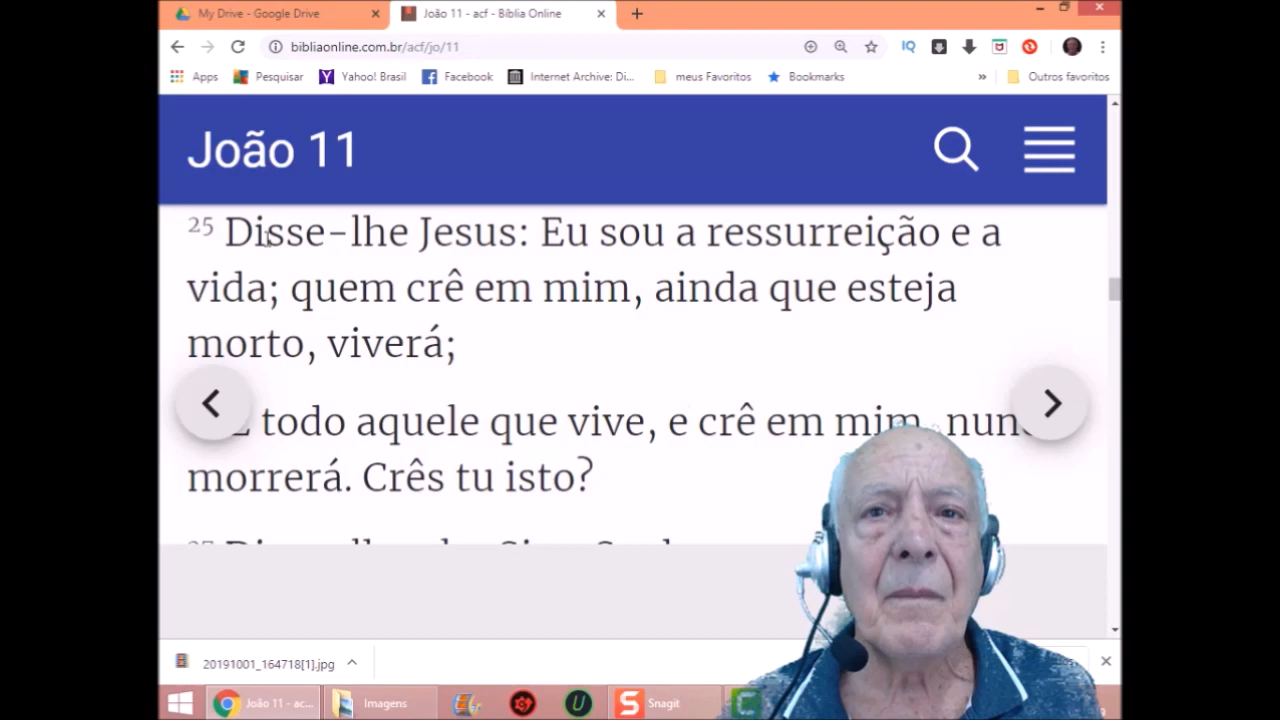 My Drive - Google Drive
João 11 - acf - Bíblia Online
bibliaonline.com.br/acf/jo/11
IQ
Apps Pesquisar Yahoo! Brasil Facebook Internet Archive: Di... meus Favoritos Bookmarks » Outros favoritos
João 11
25 Disse-lhe Jesus: Eu sou a ressurreição e a
vida; quem crê em mim, ainda que esteja
morto, viverá;
todo aquele que vive, e crê em mim, nun
morrerá. Crês tu isto?
20191001_164718[1].jpg
João 11 - ac... Imagens Snagit